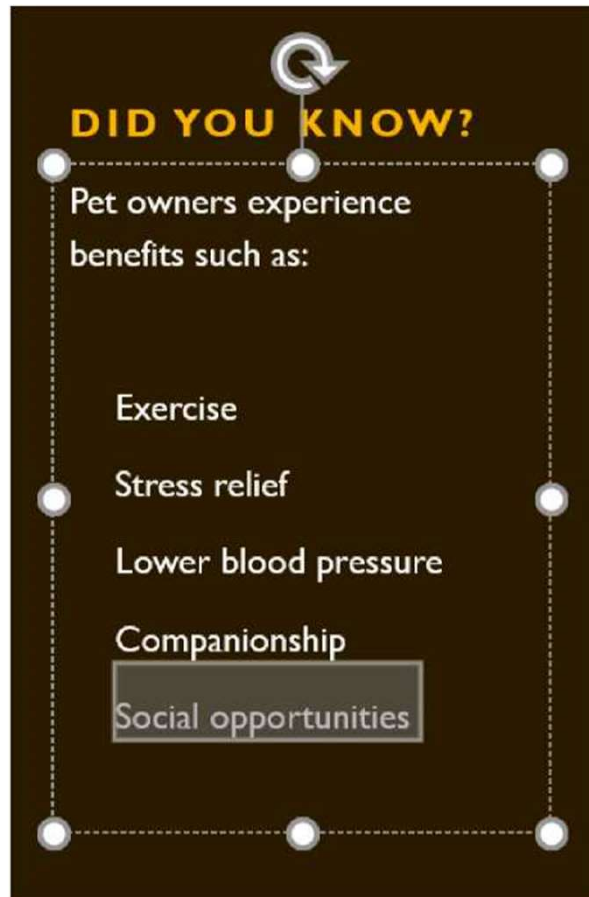 DID YOU KNOW?
Pet owners experience
benefits such as:
Exercise
Stress relief
Lower blood pressure
Companionship
Social opportunities